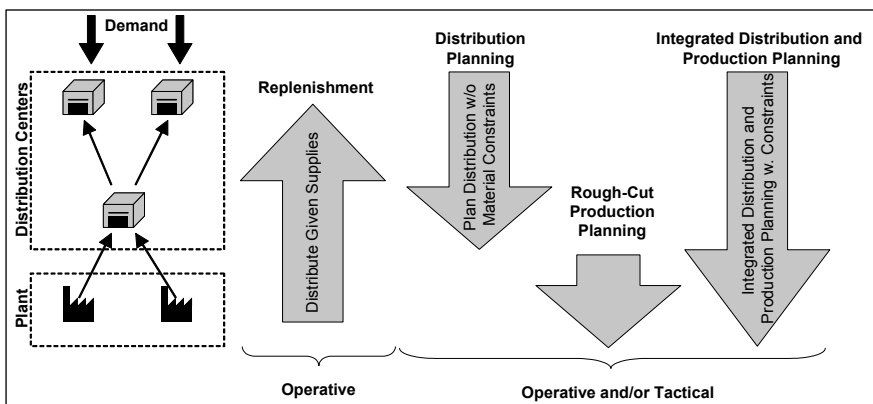 Demand
Distribution Centers
Plant
Replenishment
Distribute Given Supplies
Distribution
Planning
Plan Distribution w/o
Material Constraints
Rough-Cut
Production
Planning
Integrated Distribution and
Production Planning
Integrated Distribution and
Production Planning w. Constraints
Operative
Operative and/or Tactical